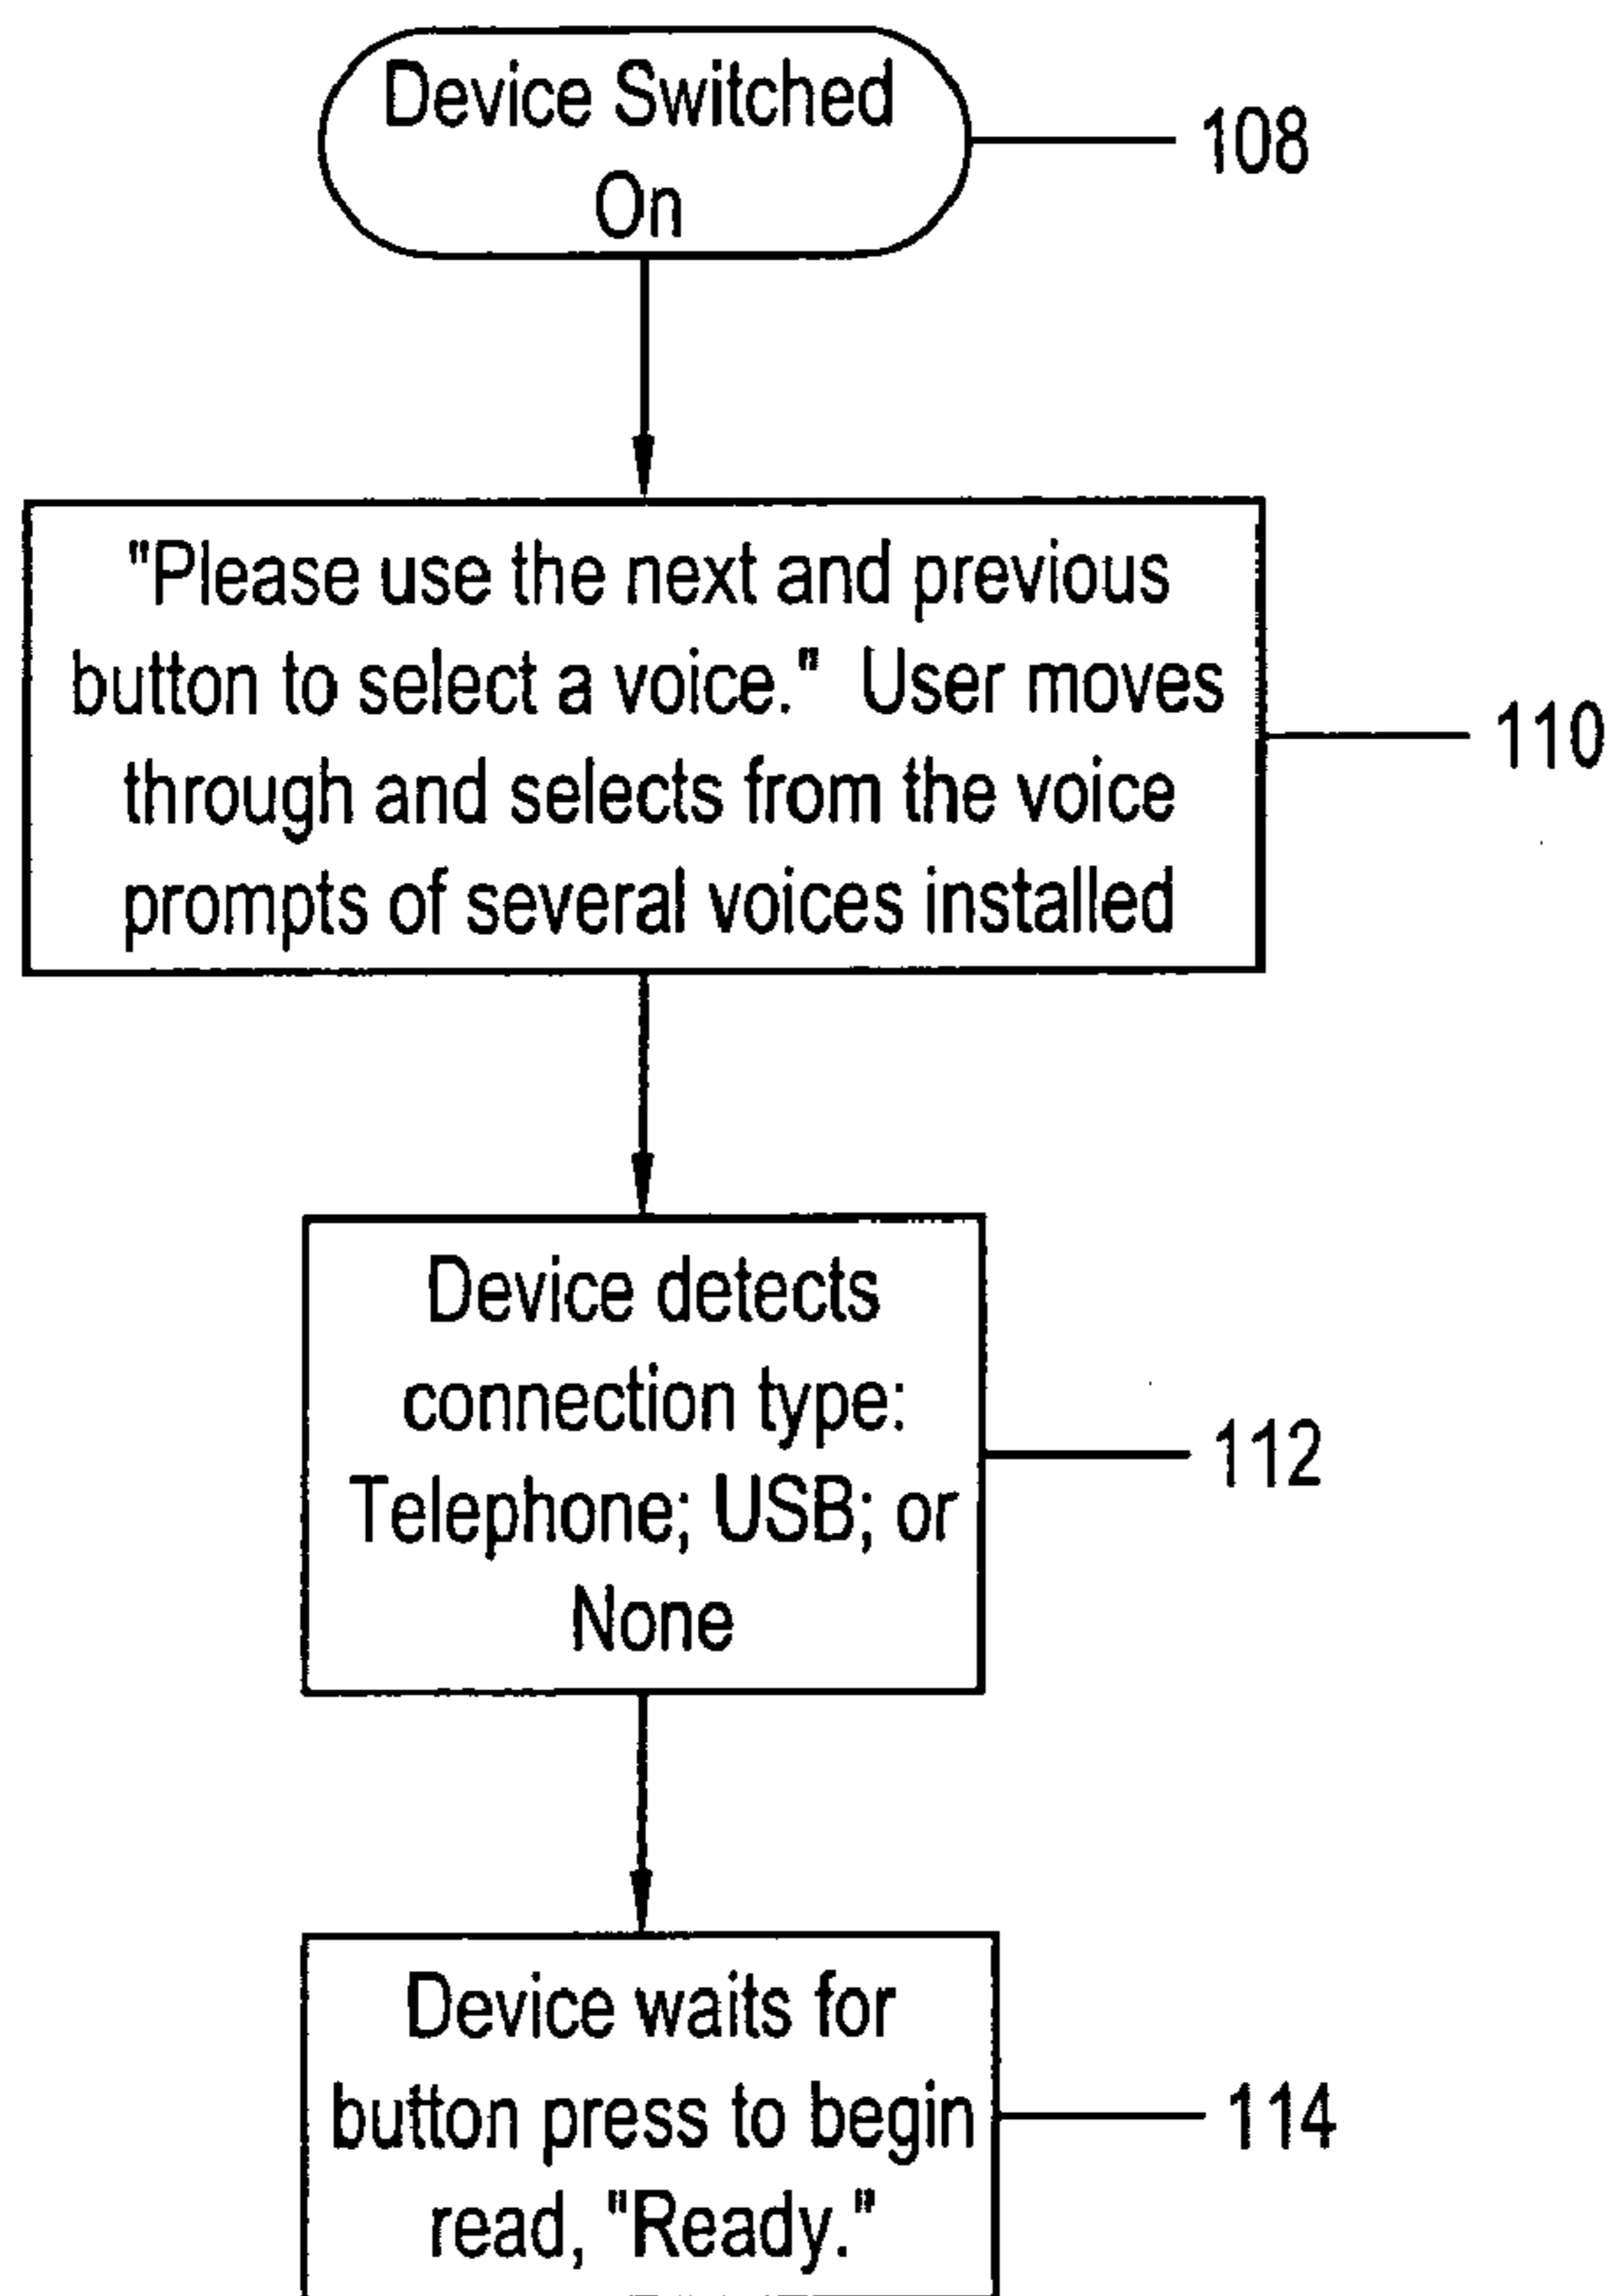 Device Switched
On
108
"Please use the next and previous
button to select a voice." User moves
through and selects from the voice
prompts of several voices installed
110
Device detects
connection type:
Telephone; USB; or
None
112
Device waits for
button press to begin
read, "Ready."
114